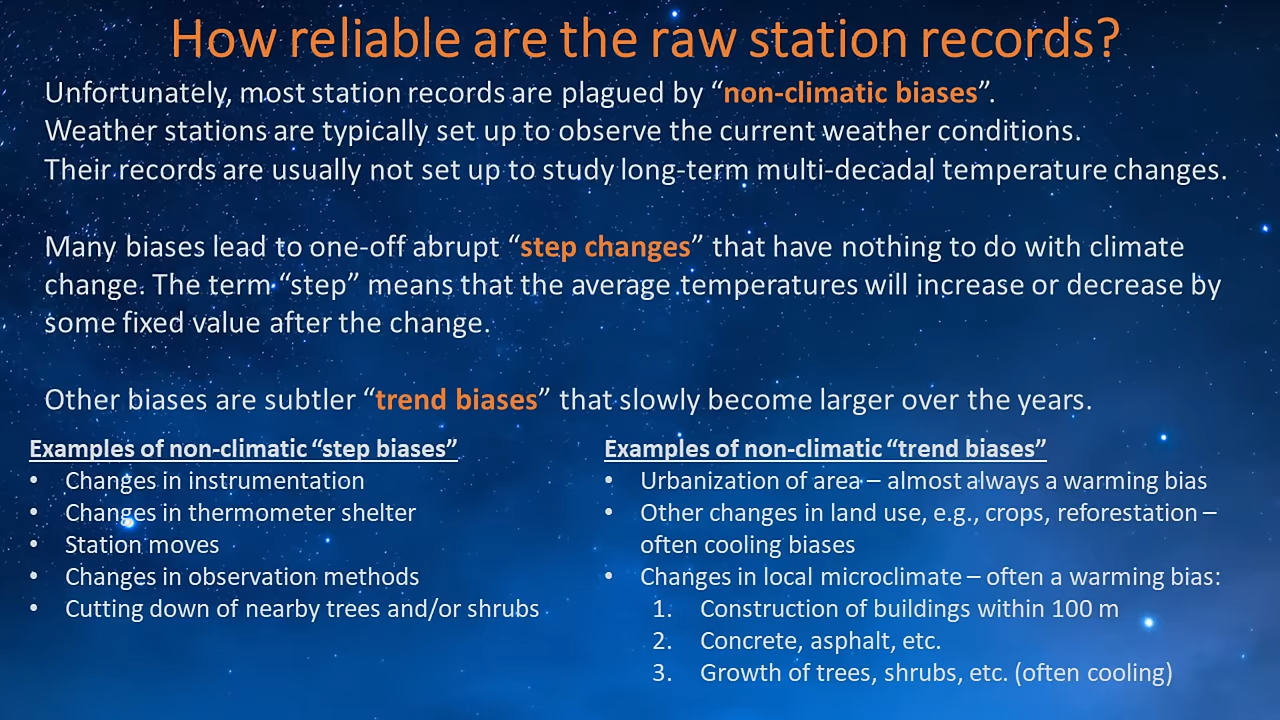 How reliable are the raw station records?
Unfortunately, most station records are plagued by “non-climatic biases”.
Weather stations are typically set up to observe the current weather conditions.
Their records are usually not set up to study long-term multi-decadal temperature changes.
Many biases lead to one-off abrupt “step changes” that have nothing to do with climate
change. The term “step” means that the average temperatures will increase or decrease by
some fixed value after the change.
Other biases are subtler “trend biases” that slowly become larger over the years.
Examples of non-climatic “step biases”
• Changes in instrumentation
• Changes in thermometer shelter
• Station moves
• Changes in observation methods
• Cutting down of nearby trees and/or shrubs
Examples of non-climatic “trend biases”
• Urbanization of area – almost always a warming bias
• Other changes in land use, e.g., crops, reforestation –
often cooling biases
• Changes in local microclimate – often a warming bias:
1. Construction of buildings within 100 m
2. Concrete, asphalt, etc.
3. Growth of trees, shrubs, etc. (often cooling)